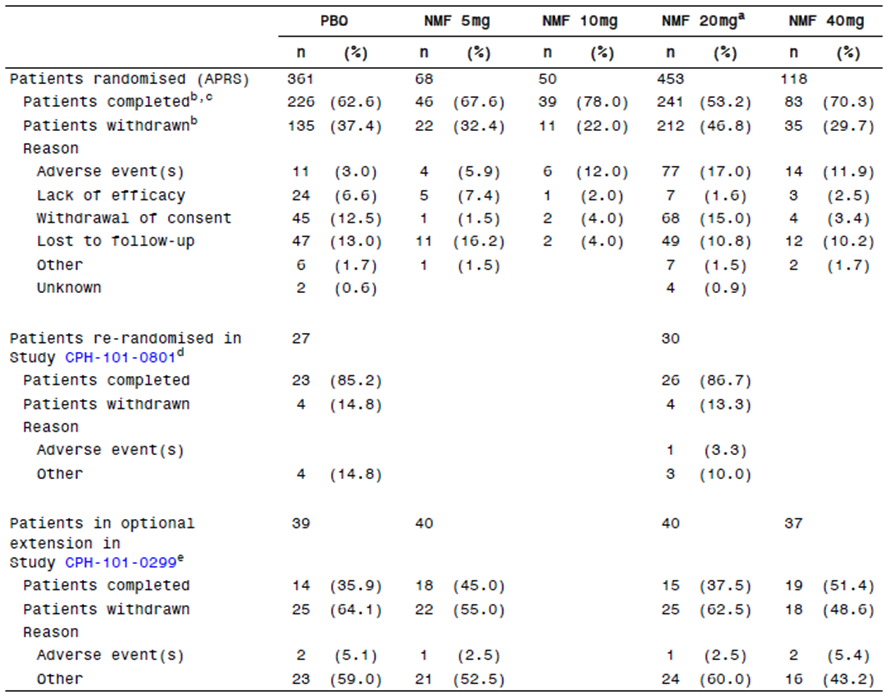 PBO NMF 5mg NMF 10mg NMF 20mgᵃ NMF 40mg
n (%) n (%) n (%) n (%) n (%)
Patients randomised (APRS) 361 68 50 453 118
Patients completedᵇ,ᶜ 226 (62.6) 46 (67.6) 39 (78.0) 241 (53.2) 83 (70.3)
Patients withdrawnᵇ 135 (37.4) 22 (32.4) 11 (22.0) 212 (46.8) 35 (29.7)
Reason
Adverse event(s) 11 (3.0) 4 (5.9) 6 (12.0) 77 (17.0) 14 (11.9)
Lack of efficacy 24 (6.6) 5 (7.4) 1 (2.0) 7 (1.6) 3 (2.5)
Withdrawal of consent 45 (12.5) 1 (1.5) 2 (4.0) 68 (15.0) 4 (3.4)
Lost to follow-up 47 (13.0) 11 (16.2) 2 (4.0) 49 (10.8) 12 (10.2)
Other 6 (1.7) 1 (1.5) 7 (1.5) 2 (1.7)
Unknown 2 (0.6) 4 (0.9)
Patients re-randomised in 27 30
Study CPH-101-0801ᵈ
Patients completed 23 (85.2) 26 (86.7)
Patients withdrawn 4 (14.8) 4 (13.3)
Reason
Adverse event(s) 1 (3.3)
Other 4 (14.8) 3 (10.0)
Patients in optional 39 40 40 37
extension in
Study CPH-101-0299ᵉ
Patients completed 14 (35.9) 18 (45.0) 15 (37.5) 19 (51.4)
Patients withdrawn 25 (64.1) 22 (55.0) 25 (62.5) 18 (48.6)
Reason
Adverse event(s) 2 (5.1) 1 (2.5) 1 (2.5) 2 (5.4)
Other 23 (59.0) 21 (52.5) 24 (60.0) 16 (43.2)